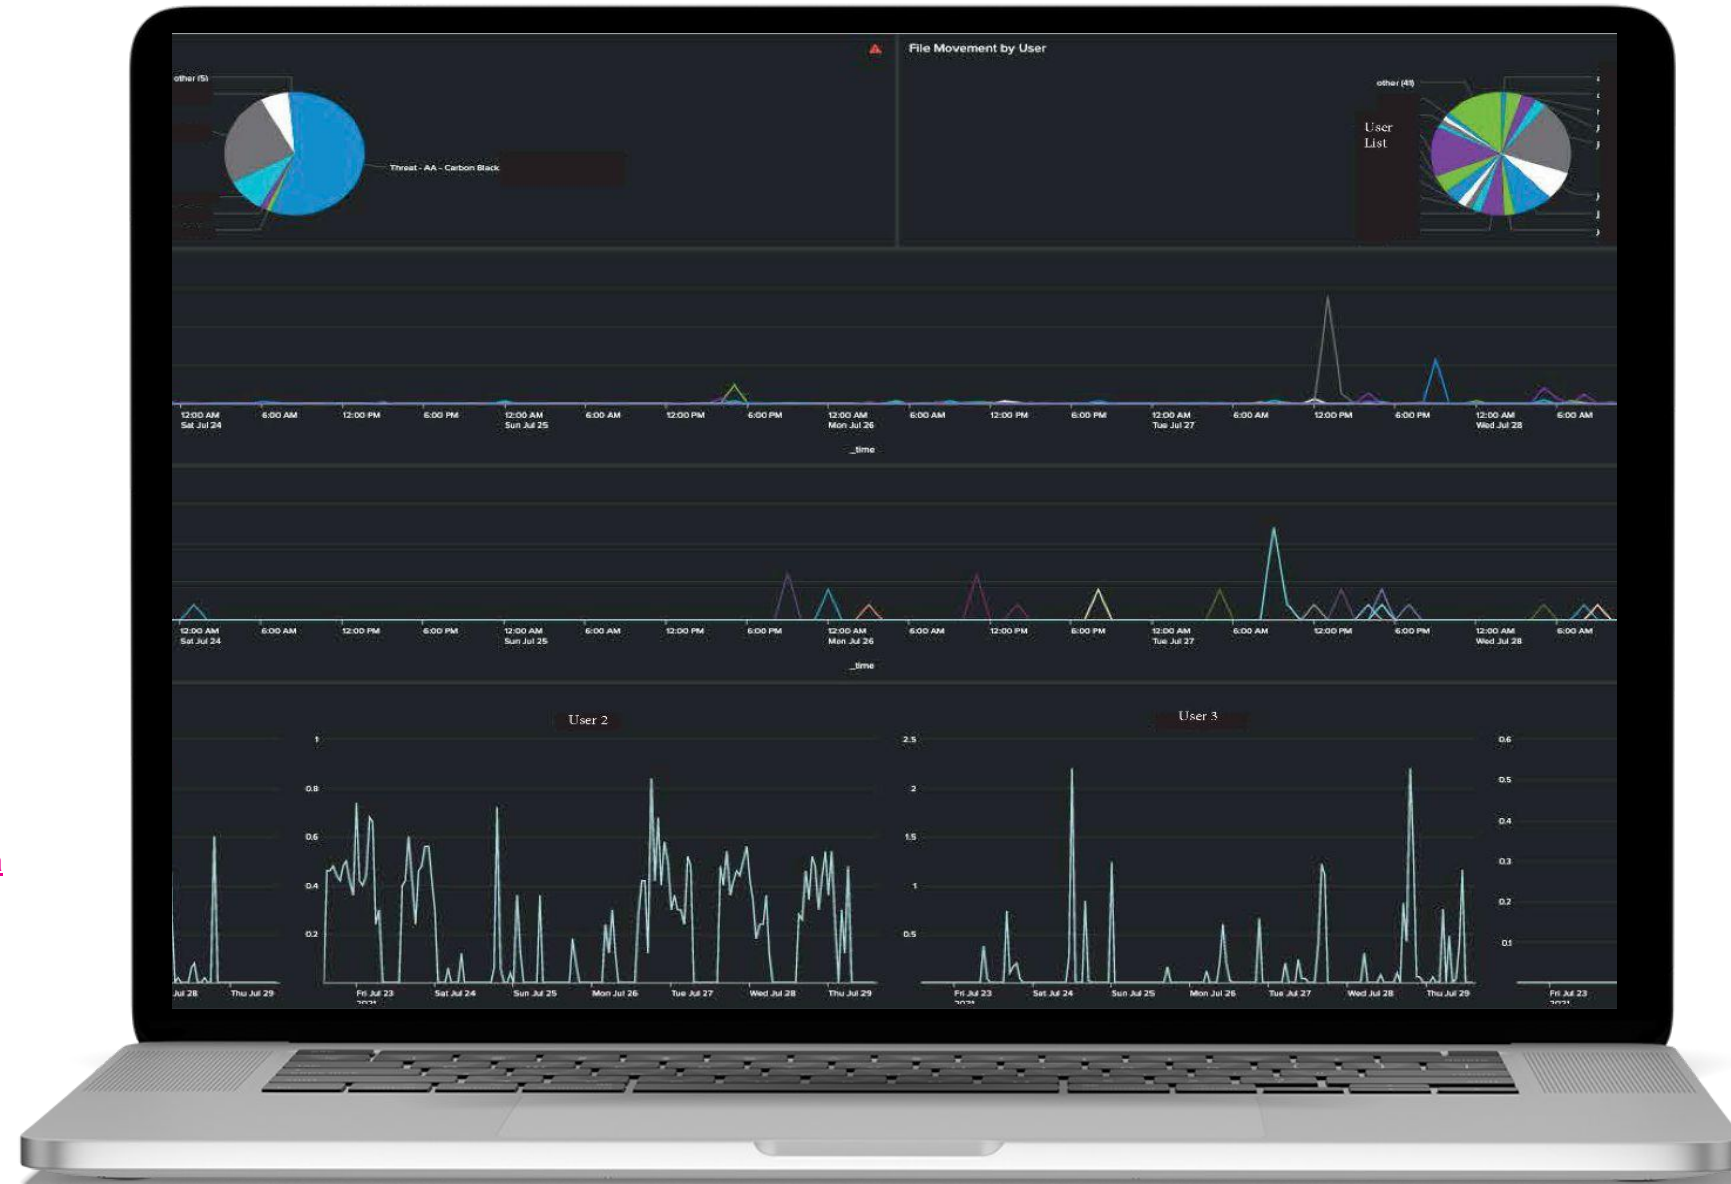 File Movement by User
other (5)
Threat - AA - Carbon Black
other (41)
User
List
12:00 AM 6:00 AM 12:00 PM 6:00 PM 12:00 AM 6:00 AM 12:00 PM 6:00 PM 12:00 AM 6:00 AM 12:00 PM 6:00 PM 12:00 AM 6:00 AM 12:00 PM 6:00 PM 12:00 AM 6:00 AM
Sat Jul 24 Sun Jul 25 Mon Jul 26 Tue Jul 27 Wed Jul 28
_time
12:00 AM 6:00 AM 12:00 PM 6:00 PM 12:00 AM 6:00 AM 12:00 PM 6:00 PM 12:00 AM 6:00 AM 12:00 PM 6:00 PM 12:00 AM 6:00 AM 12:00 PM 6:00 PM 12:00 AM 6:00 AM
Sat Jul 24 Sun Jul 25 Mon Jul 26 Tue Jul 27 Wed Jul 28
_time
Jul 28 Thu Jul 29
User 2
1
0.8
0.6
0.4
0.2
Fri Jul 23 Sat Jul 24 Sun Jul 25 Mon Jul 26 Tue Jul 27 Wed Jul 28 Thu Jul 29
2021
User 3
2.5
2
1.5
1
0.5
Fri Jul 23 Sat Jul 24 Sun Jul 25 Mon Jul 26 Tue Jul 27 Wed Jul 28 Thu Jul 29
2021
0.6
0.5
0.4
0.3
0.2
0.1
Fri Jul 23
2021